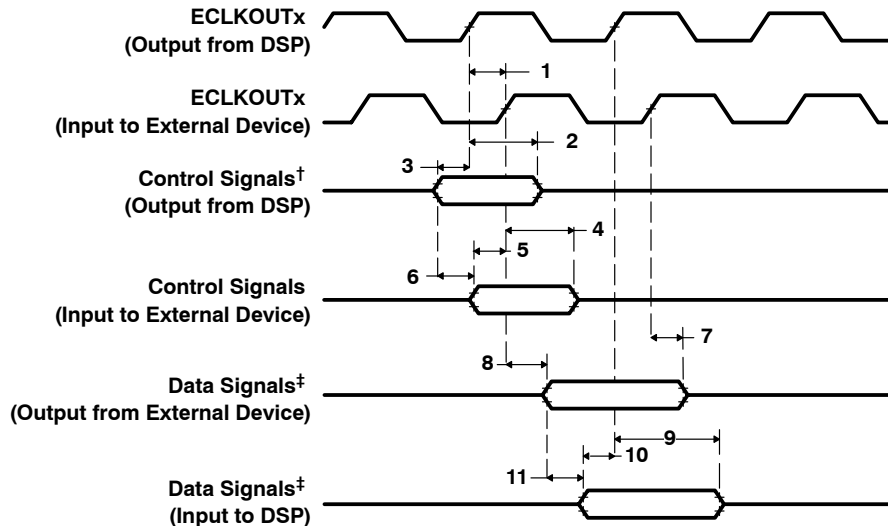 ECLKOUTx
(Output from DSP)
1
ECLKOUTx
(Input to External Device)
2
3
Control Signals†
(Output from DSP)
4
5
6
Control Signals
(Input to External Device)
7
8
Data Signals‡
(Output from External Device)
9
10
11
Data Signals‡
(Input to DSP)